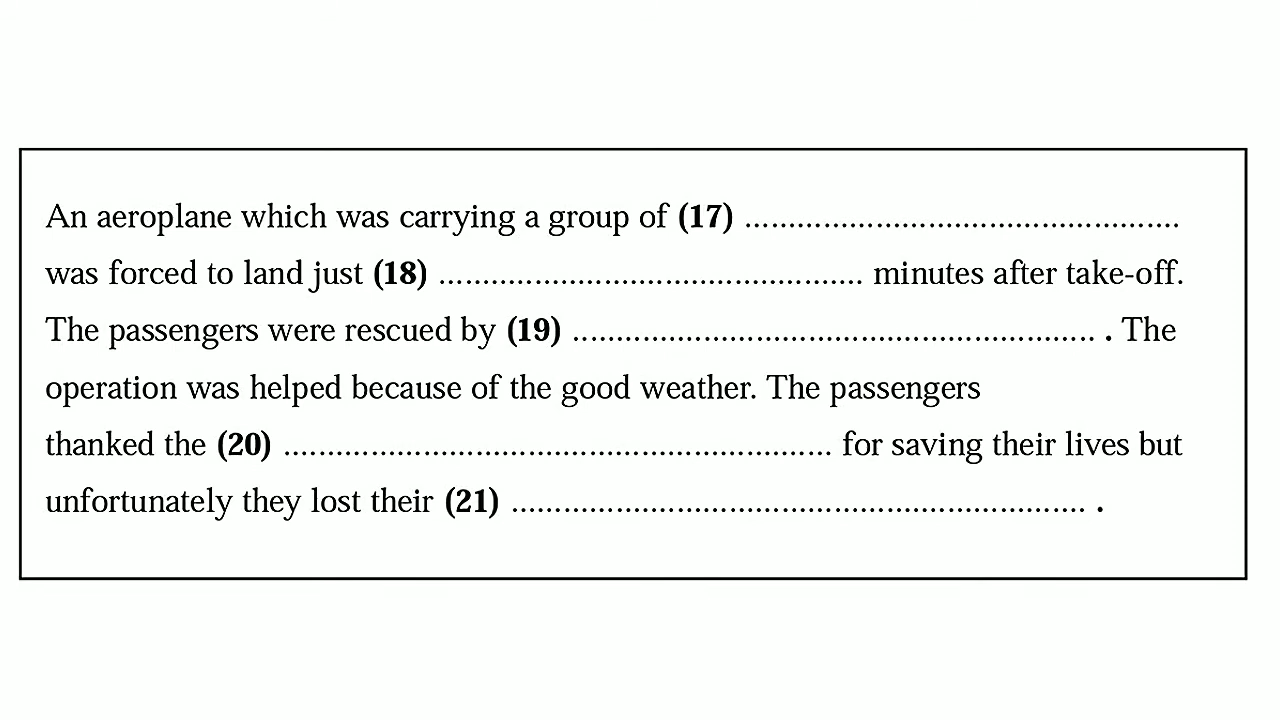 An aeroplane which was carrying a group of (17) ..................................................
was forced to land just (18) ................................................. minutes after take-off.
The passengers were rescued by (19) ............................................................ . The
operation was helped because of the good weather. The passengers
thanked the (20) ............................................................... for saving their lives but
unfortunately they lost their (21) .................................................................. .